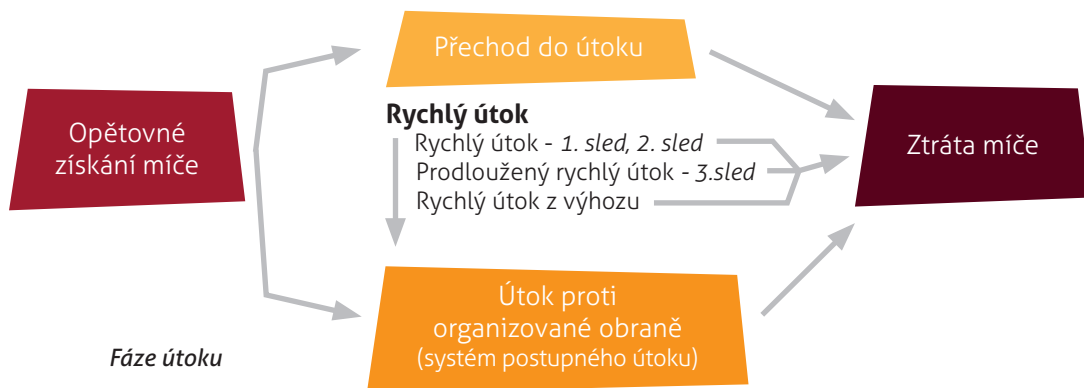 Přechod do útoku
Opětovné
získání míče
Rychlý útok
Rychlý útok - 1. sled, 2. sled
Prodloužený rychlý útok - 3.sled
Rychlý útok z výhozu
Ztráta míče
Útok proti
organizované obraně
(systém postupného útoku)
Fáze útoku